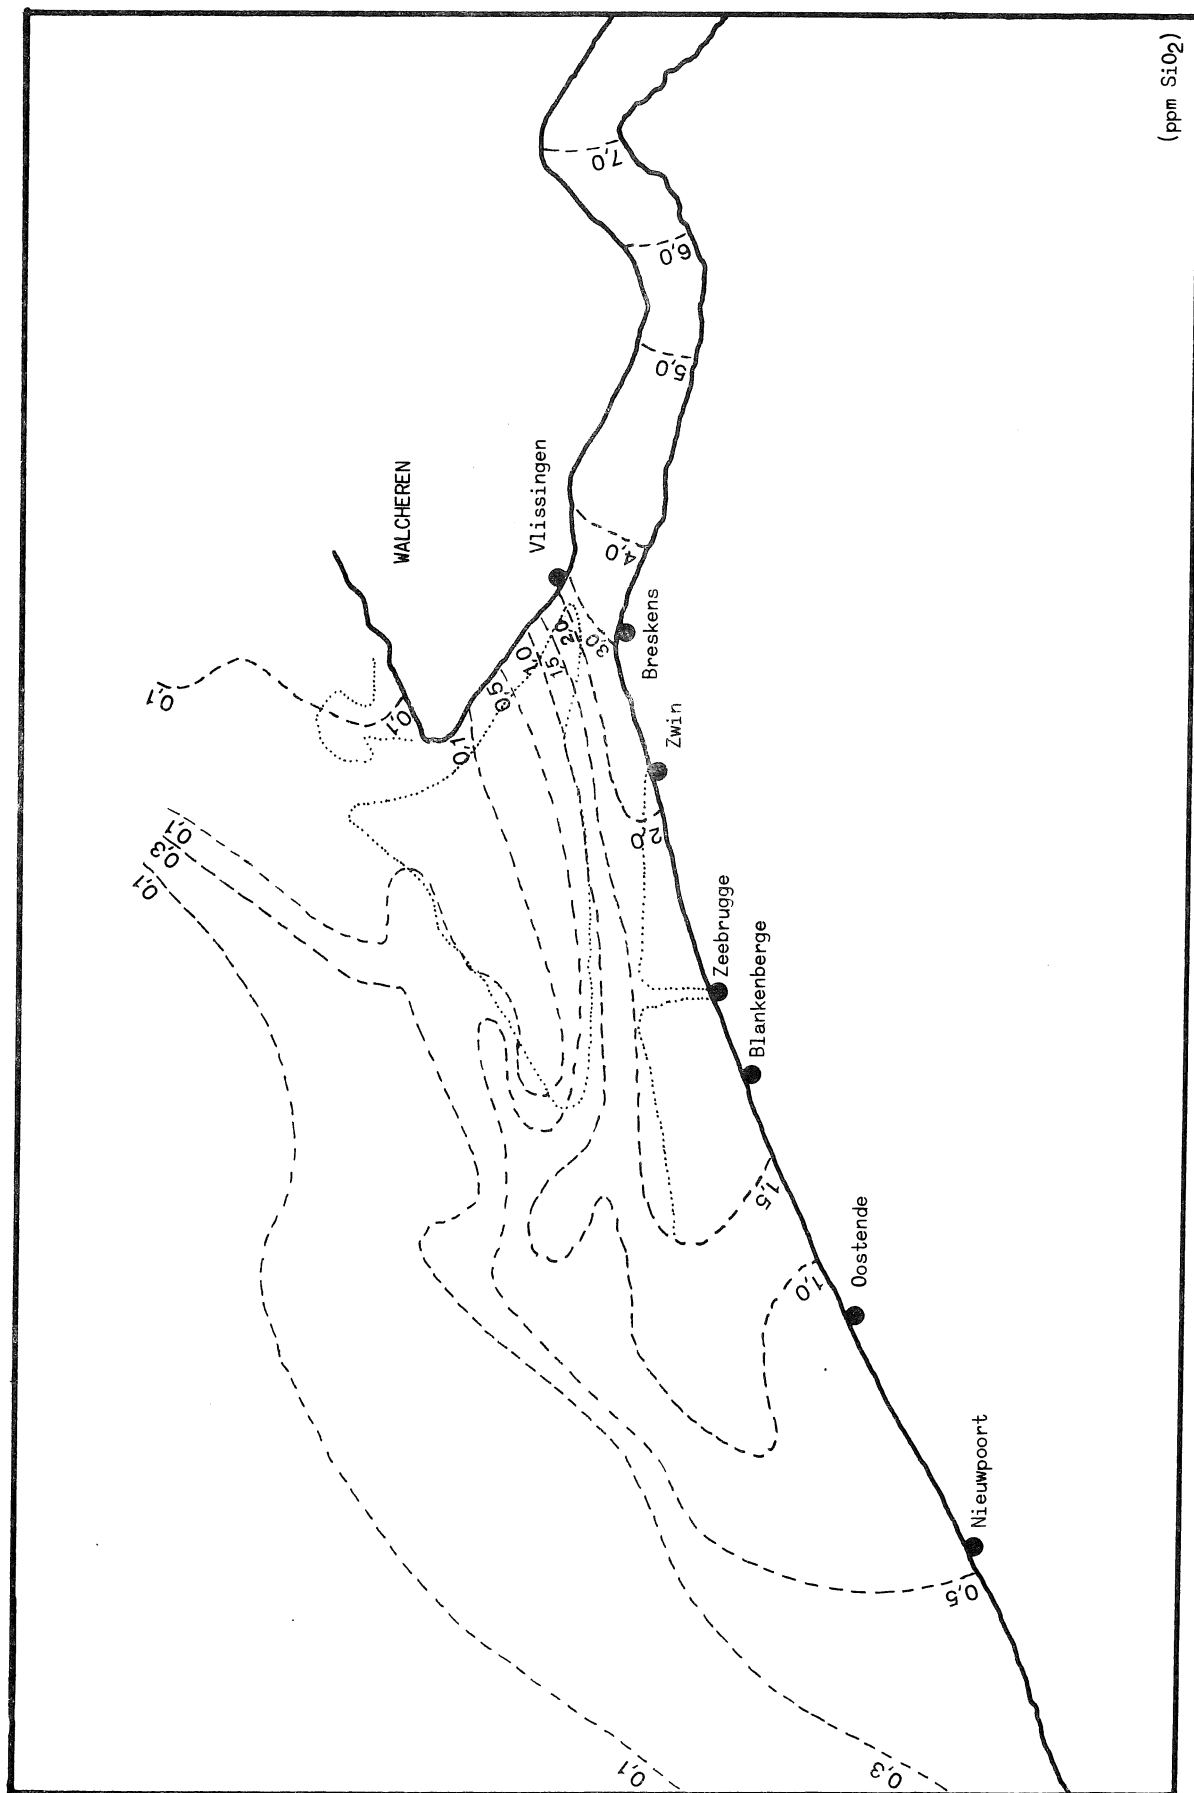 (ppm SiO2)
7,0
6,0
5,0
4,0
WALCHEREN
Vlissingen
Breskens
Zwin
Zeebrugge
Blankenberge
Oostende
Nieuwpoort
3,0
2,0
1,5
1,0
0,5
0,1
0,1
0,1
0,1
0,3
0,1
2,0
1,5
1,0
0,5
0,3
0,1